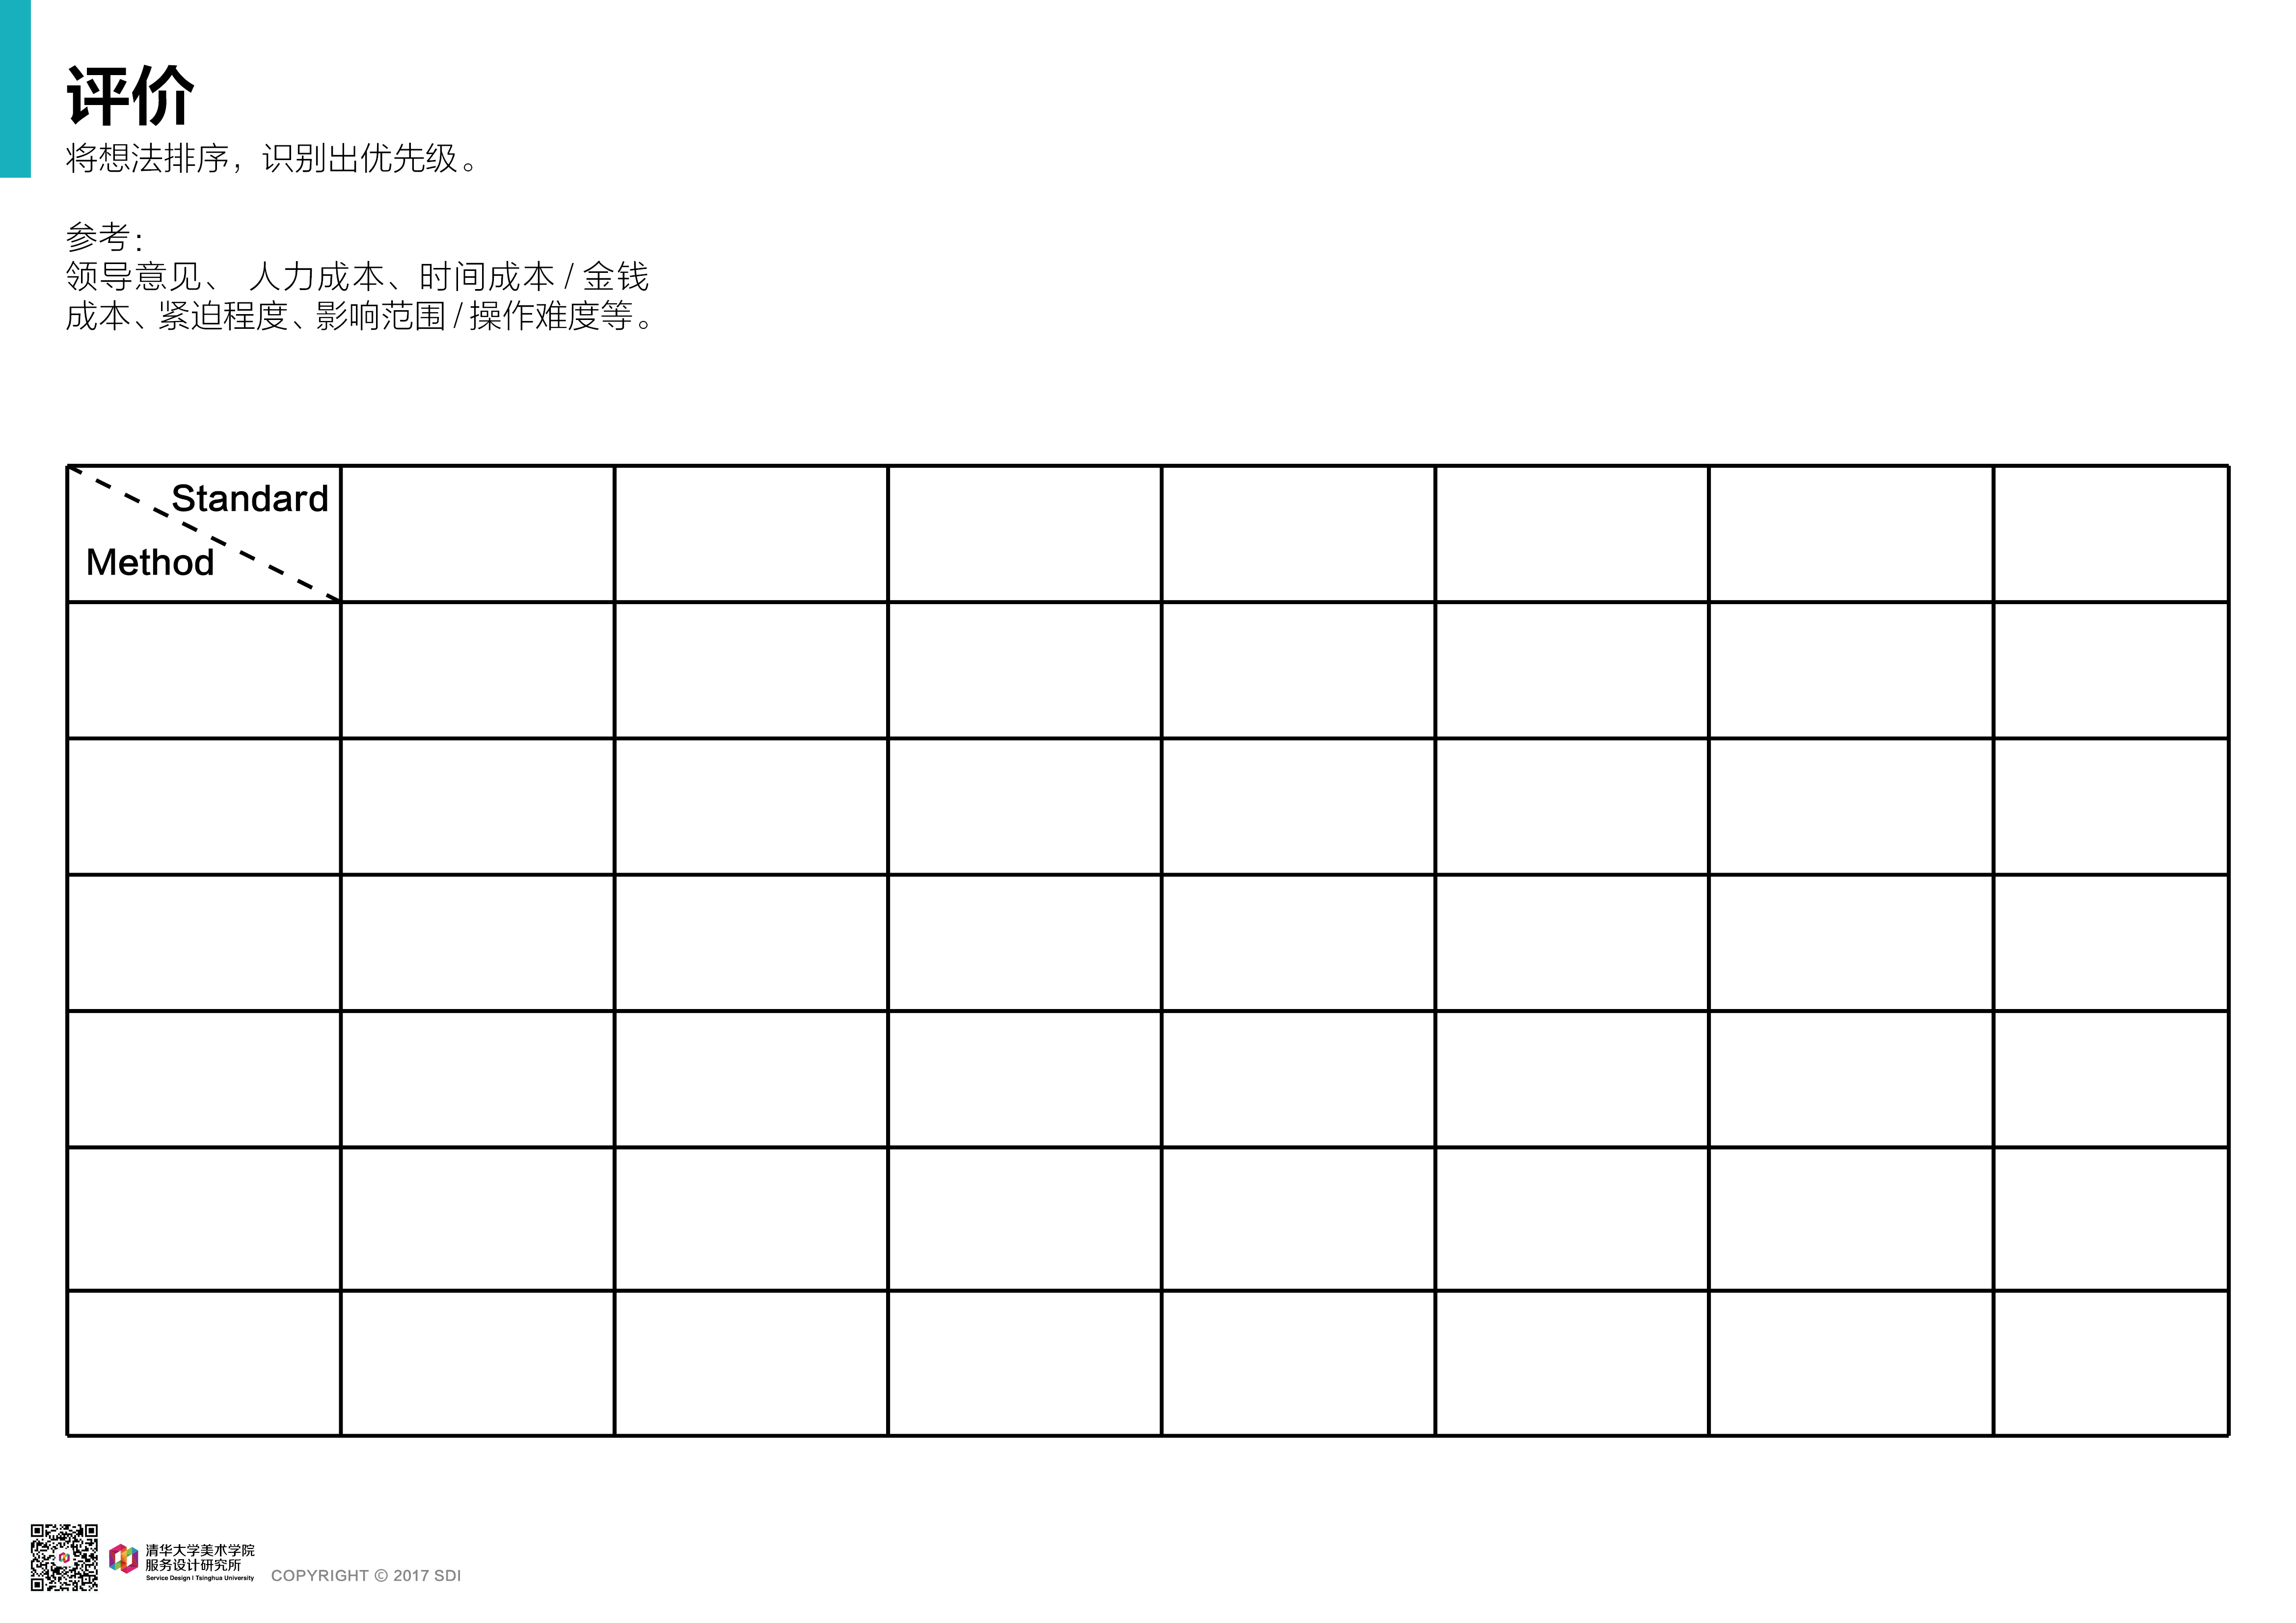 评价
将想法排序，识别出优先级。
参考：
领导意见、 人力成本、时间成本 / 金钱
成本、紧迫程度、影响范围 / 操作难度等。
Standard
Method
清华大学美术学院
服务设计研究所
Service Design I Tsinghua University
COPYRIGHT © 2017 SDI